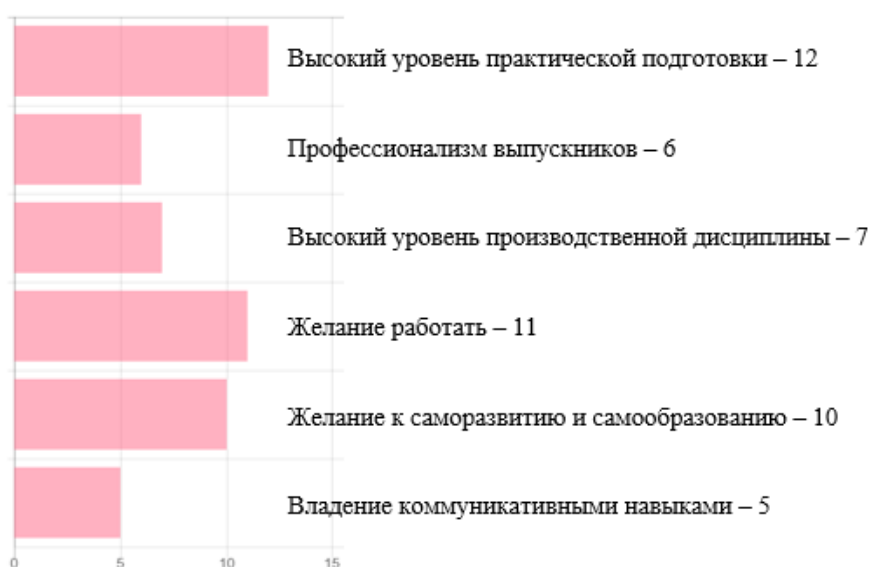 Высокий уровень практической подготовки – 12
Профессионализм выпускников – 6
Высокий уровень производственной дисциплины – 7
Желание работать – 11
Желание к саморазвитию и самообразованию – 10
Владение коммуникативными навыками – 5
0 5 10 15